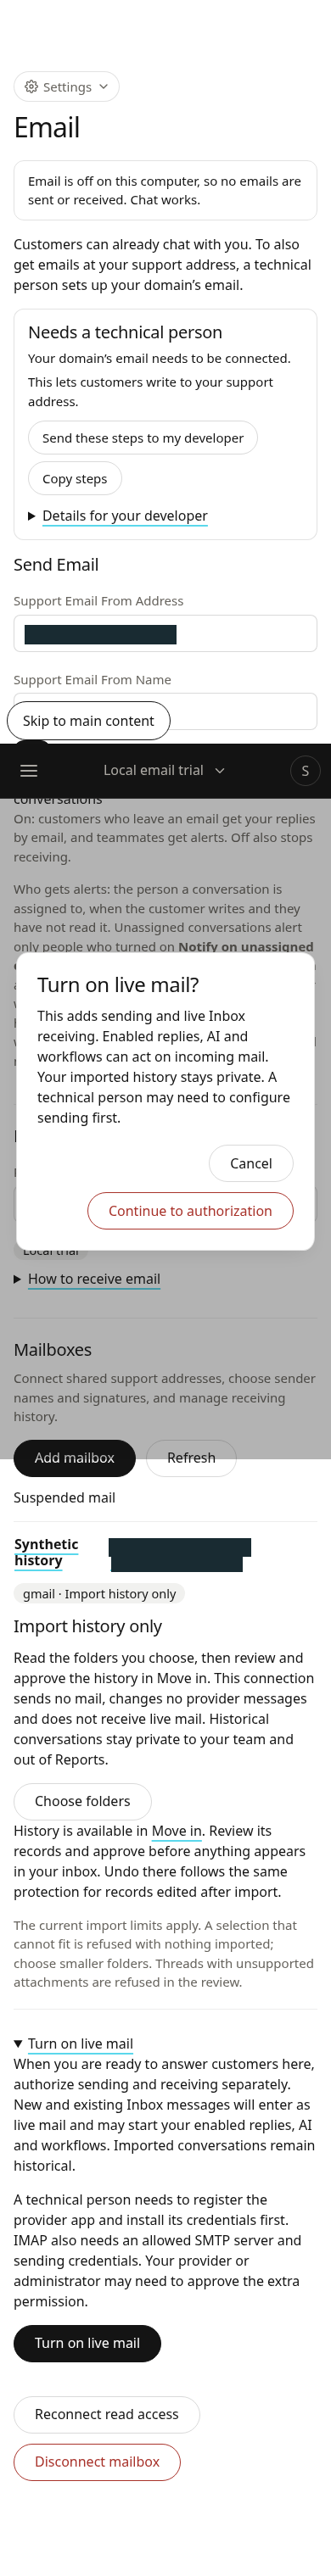 Settings
Email
Email is off on this computer, so no emails are
sent or received. Chat works.
Customers can already chat with you. To also
get emails at your support address, a technical
person sets up your domain’s email.
Needs a technical person
Your domain’s email needs to be connected.
This lets customers write to your support
address.
Send these steps to my developer
Copy steps
Details for your developer
Send Email
Support Email From Address
Support Email From Name
Skip to main content
Local email trial
S
conversations
On: customers who leave an email get your replies
by email, and teammates get alerts. Off also stops
receiving.
Who gets alerts: the person a conversation is
assigned to, when the customer writes and they
have not read it. Unassigned conversations alert
only people who turned on Notify on unassigned
Turn on live mail?
This adds sending and live Inbox
receiving. Enabled replies, AI and
workflows can act on incoming mail.
Your imported history stays private. A
technical person may need to configure
sending first.
Cancel
Continue to authorization
Local trial
How to receive email
Mailboxes
Connect shared support addresses, choose sender
names and signatures, and manage receiving
history.
Add mailbox
Refresh
Suspended mail
Synthetic
history
gmail · Import history only
Import history only
Read the folders you choose, then review and
approve the history in Move in. This connection
sends no mail, changes no provider messages
and does not receive live mail. Historical
conversations stay private to your team and
out of Reports.
Choose folders
History is available in Move in. Review its
records and approve before anything appears
in your inbox. Undo there follows the same
protection for records edited after import.
The current import limits apply. A selection that
cannot fit is refused with nothing imported;
choose smaller folders. Threads with unsupported
attachments are refused in the review.
Turn on live mail
When you are ready to answer customers here,
authorize sending and receiving separately.
New and existing Inbox messages will enter as
live mail and may start your enabled replies, AI
and workflows. Imported conversations remain
historical.
A technical person needs to register the
provider app and install its credentials first.
IMAP also needs an allowed SMTP server and
sending credentials. Your provider or
administrator may need to approve the extra
permission.
Turn on live mail
Reconnect read access
Disconnect mailbox